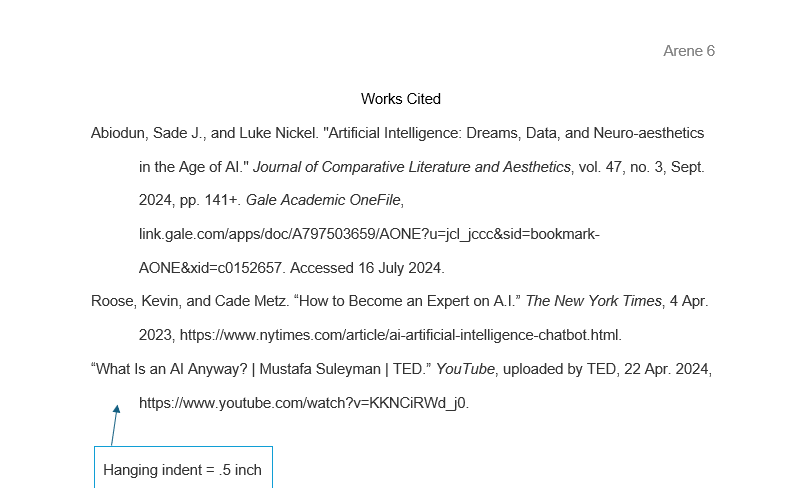 Arene 6
Works Cited
Abiodun, Sade J., and Luke Nickel. "Artificial Intelligence: Dreams, Data, and Neuro-aesthetics
in the Age of AI." Journal of Comparative Literature and Aesthetics, vol. 47, no. 3, Sept.
2024, pp. 141+. Gale Academic OneFile,
link.gale.com/apps/doc/A797503659/AONE?u=jcl_jccc&sid=bookmark-
AONE&xid=c0152657. Accessed 16 July 2024.
Roose, Kevin, and Cade Metz. “How to Become an Expert on A.I.” The New York Times, 4 Apr.
2023, https://www.nytimes.com/article/ai-artificial-intelligence-chatbot.html.
“What Is an AI Anyway? | Mustafa Suleyman | TED.” YouTube, uploaded by TED, 22 Apr. 2024,
https://www.youtube.com/watch?v=KKNCiRWd_j0.
Hanging indent = .5 inch